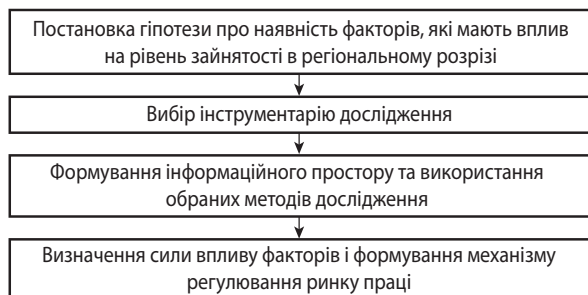 Постановка гіпотези про наявність факторів, які мають вплив
на рівень зайнятості в регіональному розрізі
Вибір інструментарію дослідження
Формування інформаційного простору та використання
обраних методів дослідження
Визначення сили впливу факторів і формування механізму
регулювання ринку праці